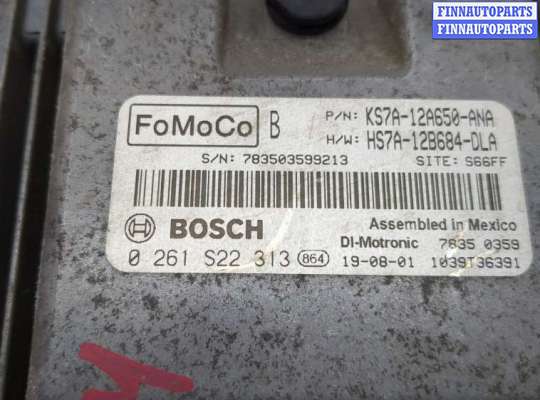 FINNAUTOPARTS
FINNAUTOPARTS
FoMoCo B P/N: KS7A-12A650-ANA
H/W: HS7A-12B684-DLA
S/N: 783503599213 SITE: S66FF
BOSCH Assembled in Mexico
DI-Motronic 7835 0359
0 261 S22 313 864 19-08-01 1039T36391